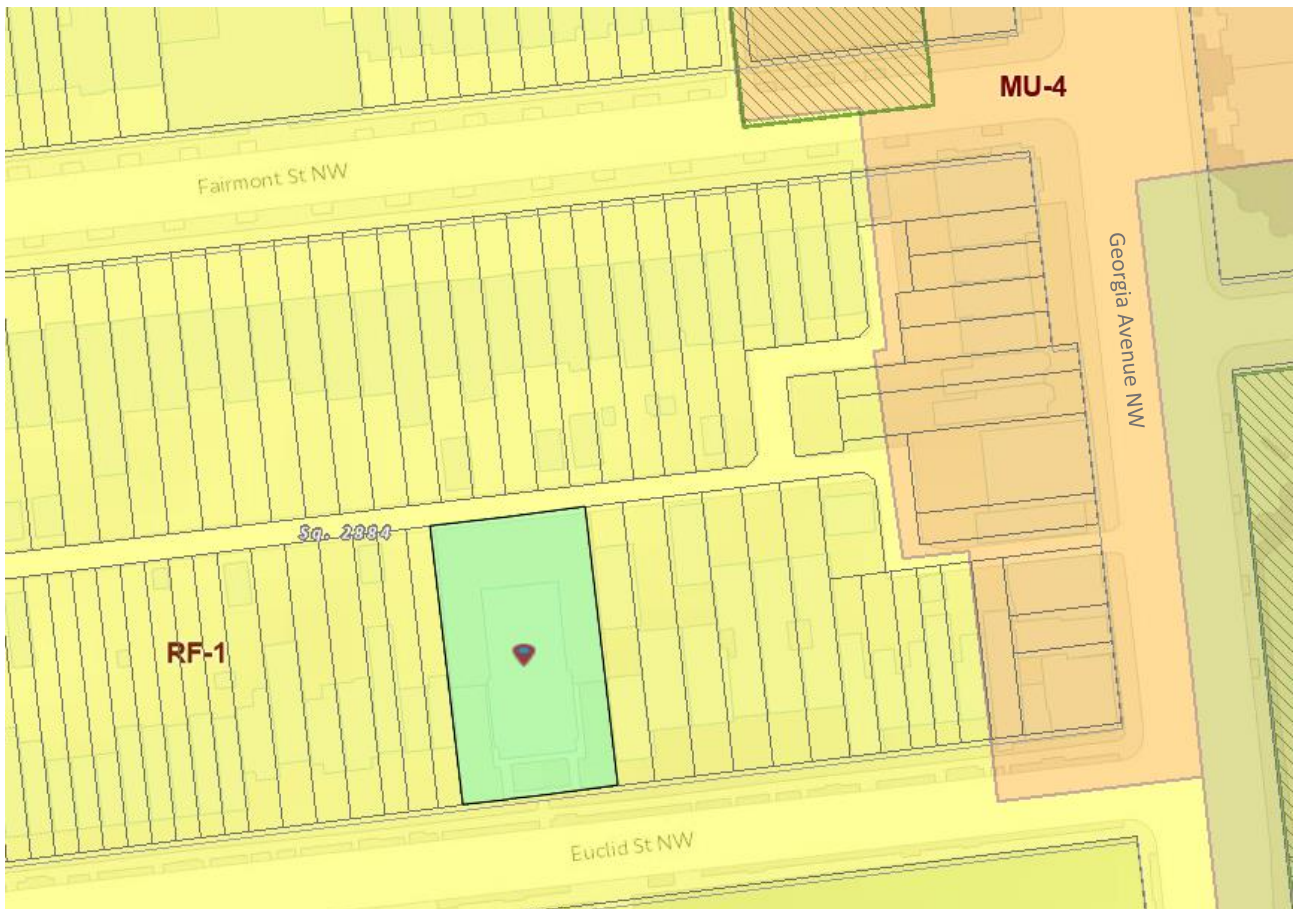 MU-4
Fairmont St NW
Georgia Avenue NW
Sq. 2884
RF-1
Euclid St NW